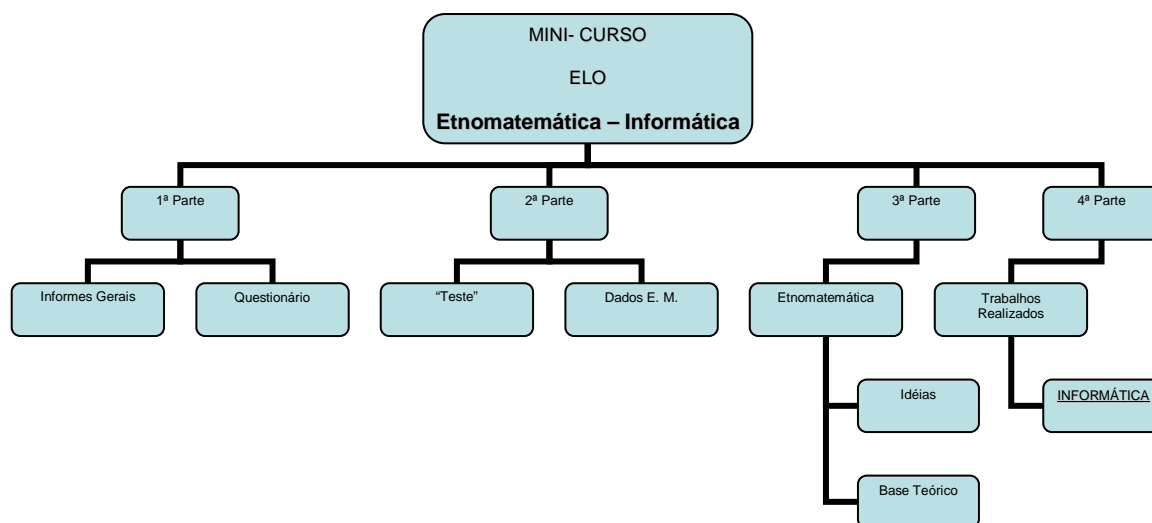 MINI- CURSO
ELO
Etnomatemática – Informática
1ª Parte
2ª Parte
3ª Parte
4ª Parte
Informes Gerais
Questionário
“Teste”
Dados E. M.
Etnomatemática
Trabalhos
Realizados
Idéias
INFORMÁTICA
Base Teórico